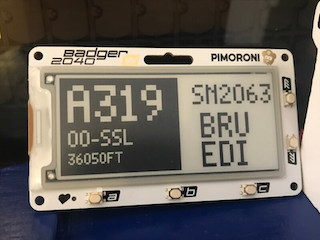 Badger
2040
PIMORONI
A319
OO-SSL
36050FT
SN2063
BRU
EDI
a
b
c